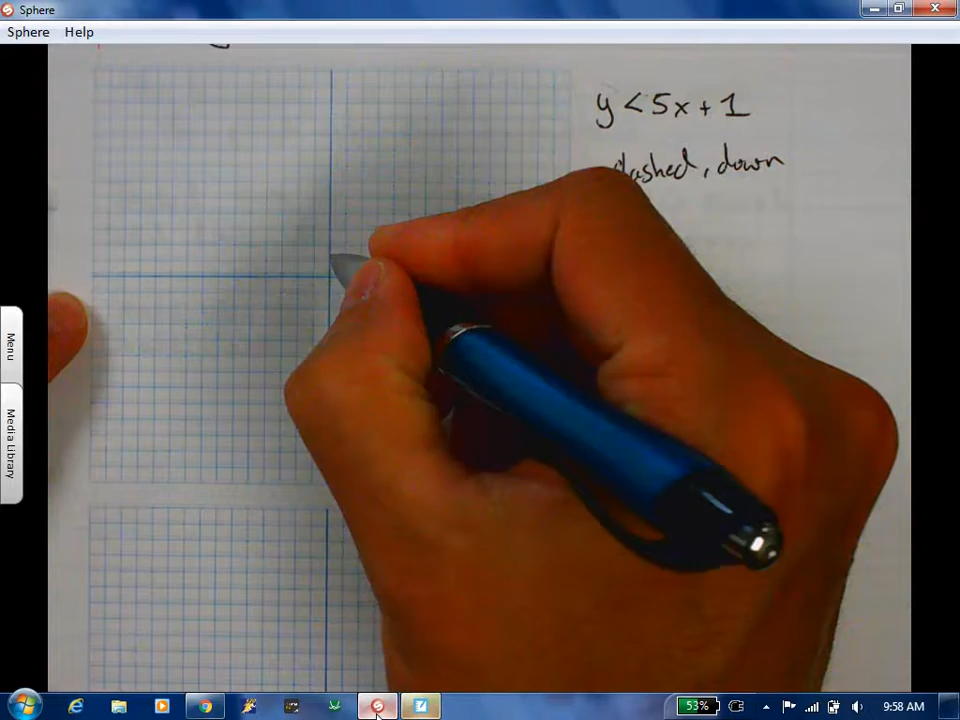 Sphere
Sphere Help
y < 5x + 1
dashed, down
Menu
Media Library
53%
9:58 AM